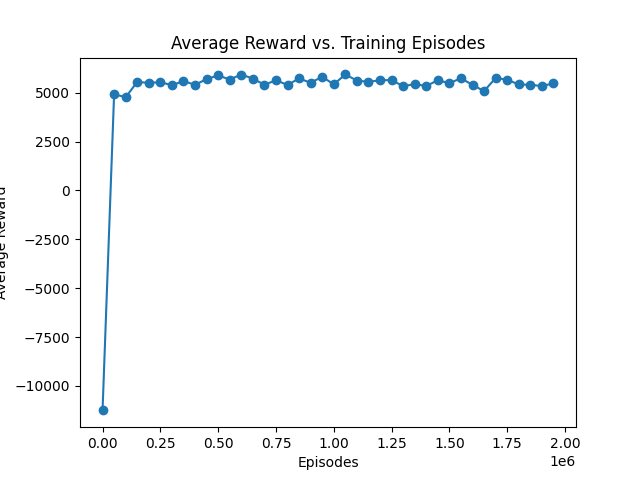 Average Reward vs. Training Episodes
Average Reward
5000
2500
0
−2500
−5000
−7500
−10000
0.00 0.25 0.50 0.75 1.00 1.25 1.50 1.75 2.00
1e6
Episodes